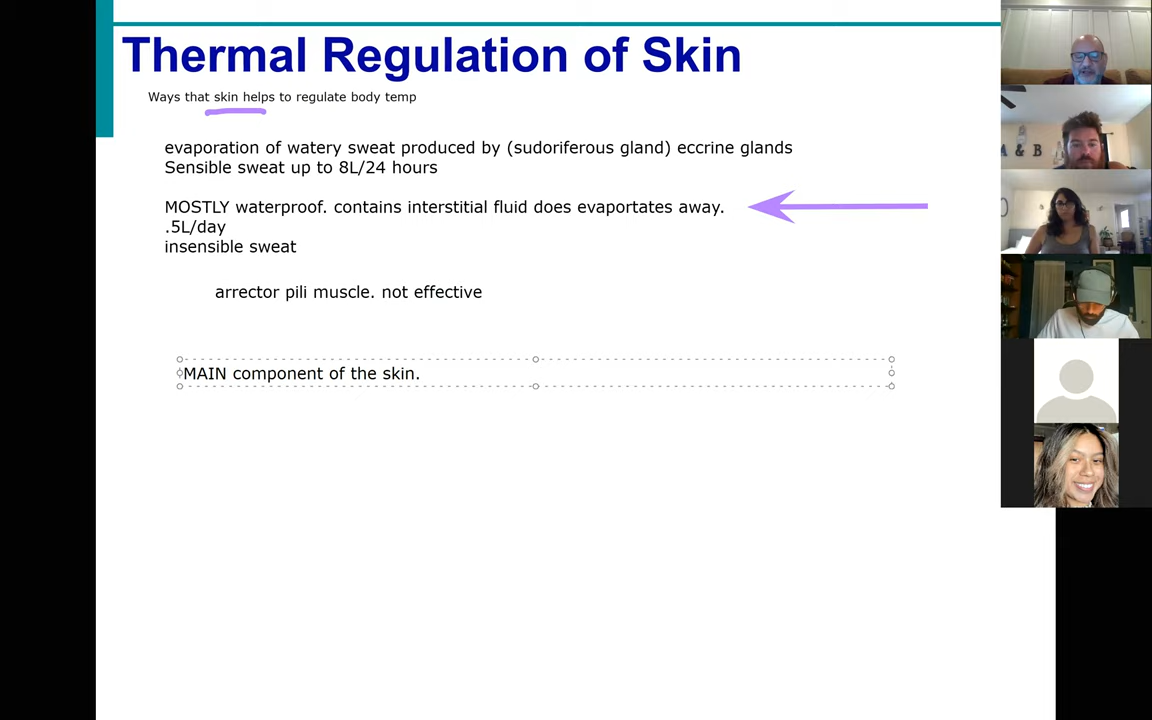 Thermal Regulation of Skin
Ways that skin helps to regulate body temp
evaporation of watery sweat produced by (sudoriferous gland) eccrine glands
Sensible sweat up to 8L/24 hours
MOSTLY waterproof. contains interstitial fluid does evaportates away.
.5L/day
insensible sweat
arrector pili muscle. not effective
MAIN component of the skin.
A & B